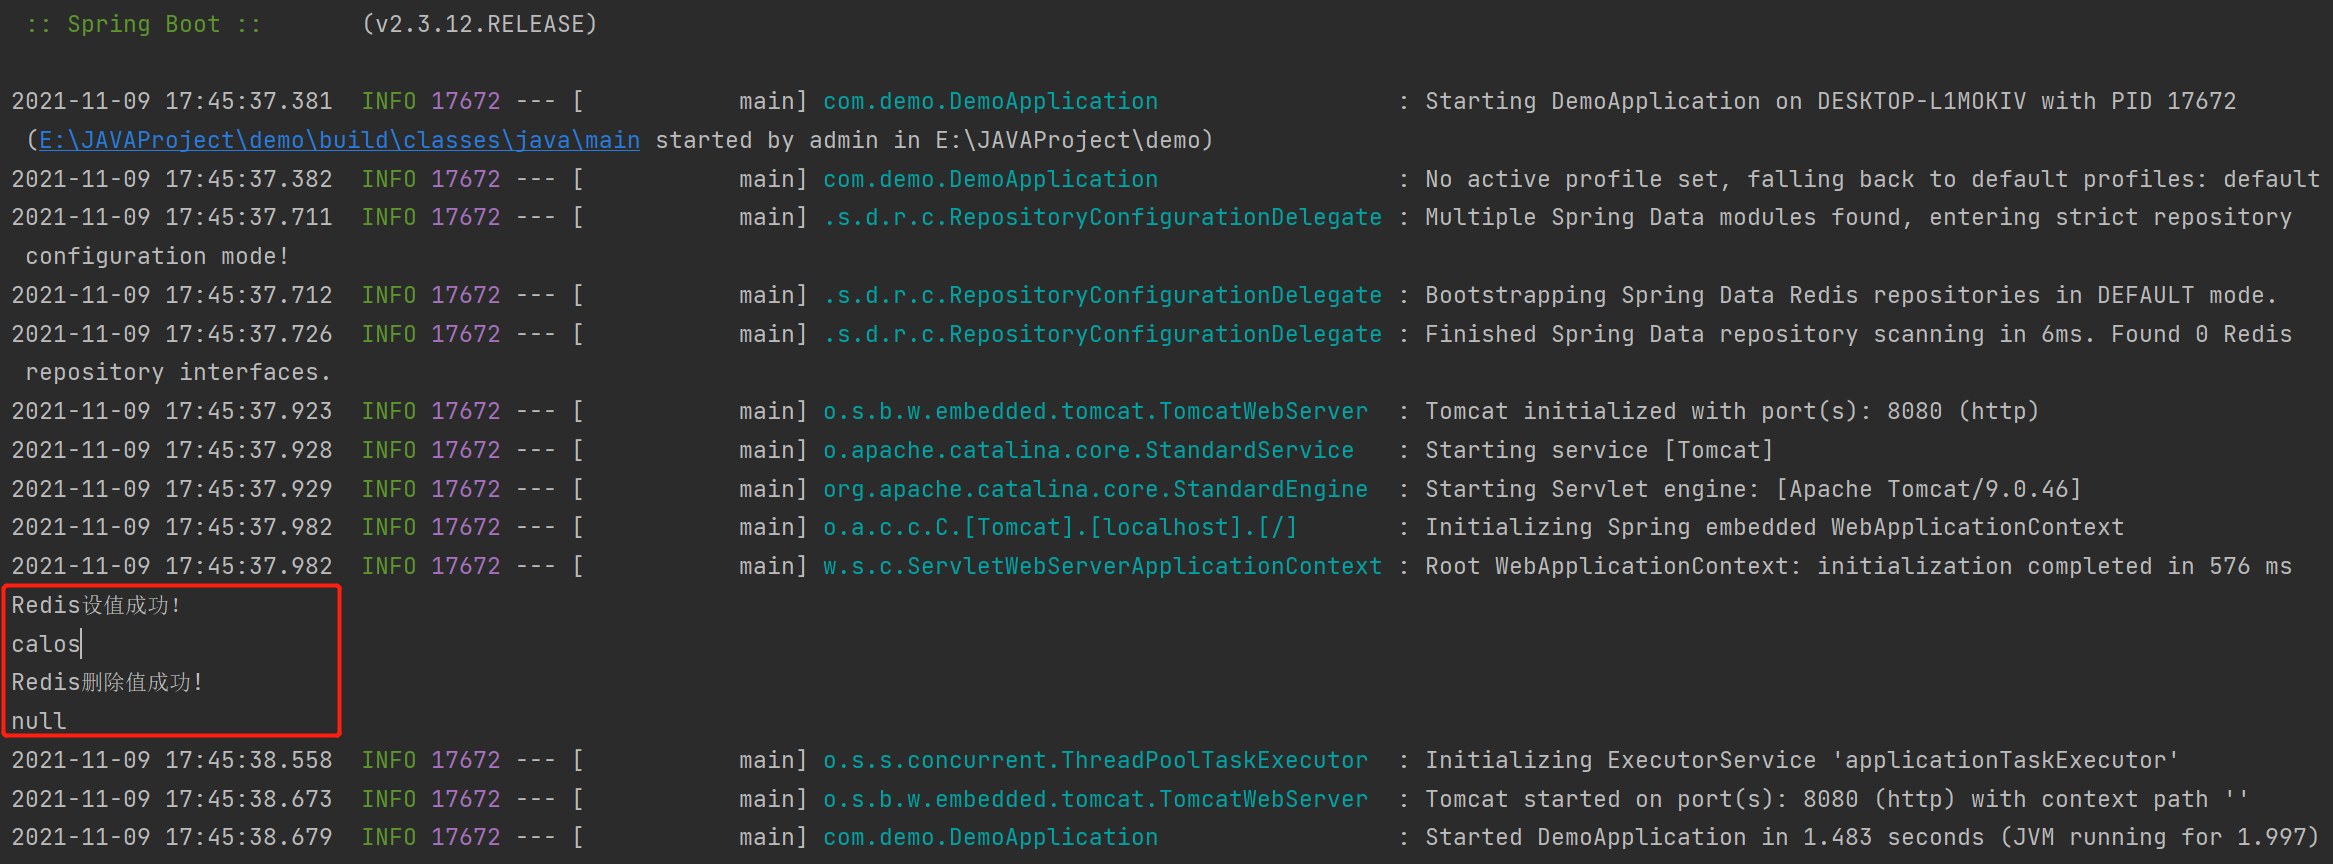 :: Spring Boot ::       (v2.3.12.RELEASE)
2021-11-09 17:45:37.381  INFO 17672 --- [           main] com.demo.DemoApplication                 : Starting DemoApplication on DESKTOP-L1MOKIV with PID 17672
(E:\JAVAProject\demo\build\classes\java\main started by admin in E:\JAVAProject\demo)
2021-11-09 17:45:37.382  INFO 17672 --- [           main] com.demo.DemoApplication                 : No active profile set, falling back to default profiles: default
2021-11-09 17:45:37.711  INFO 17672 --- [           main] .s.d.r.c.RepositoryConfigurationDelegate : Multiple Spring Data modules found, entering strict repository
configuration mode!
2021-11-09 17:45:37.712  INFO 17672 --- [           main] .s.d.r.c.RepositoryConfigurationDelegate : Bootstrapping Spring Data Redis repositories in DEFAULT mode.
2021-11-09 17:45:37.726  INFO 17672 --- [           main] .s.d.r.c.RepositoryConfigurationDelegate : Finished Spring Data repository scanning in 6ms. Found 0 Redis
repository interfaces.
2021-11-09 17:45:37.923  INFO 17672 --- [           main] o.s.b.w.embedded.tomcat.TomcatWebServer  : Tomcat initialized with port(s): 8080 (http)
2021-11-09 17:45:37.928  INFO 17672 --- [           main] o.apache.catalina.core.StandardService   : Starting service [Tomcat]
2021-11-09 17:45:37.929  INFO 17672 --- [           main] org.apache.catalina.core.StandardEngine  : Starting Servlet engine: [Apache Tomcat/9.0.46]
2021-11-09 17:45:37.982  INFO 17672 --- [           main] o.a.c.c.C.[Tomcat].[localhost].[/]       : Initializing Spring embedded WebApplicationContext
2021-11-09 17:45:37.982  INFO 17672 --- [           main] w.s.c.ServletWebServerApplicationContext : Root WebApplicationContext: initialization completed in 576 ms
Redis设值成功!
calos
Redis删除值成功!
null
2021-11-09 17:45:38.558  INFO 17672 --- [           main] o.s.s.concurrent.ThreadPoolTaskExecutor  : Initializing ExecutorService 'applicationTaskExecutor'
2021-11-09 17:45:38.673  INFO 17672 --- [           main] o.s.b.w.embedded.tomcat.TomcatWebServer  : Tomcat started on port(s): 8080 (http) with context path ''
2021-11-09 17:45:38.679  INFO 17672 --- [           main] com.demo.DemoApplication                 : Started DemoApplication in 1.483 seconds (JVM running for 1.997)